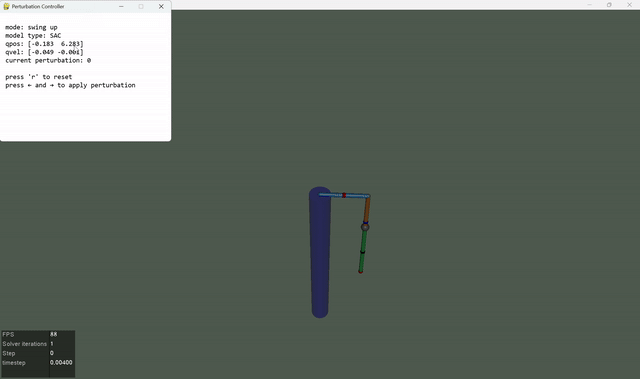 Perturbation Controller
mode: swing up
model type: SAC
qpos: [-0.183 6.283]
qvel: [-0.049 -0.001]
current perturbation: 0
press 'r' to reset
press ← and → to apply perturbation
FPS 88
Solver iterations 1
Step 0
timestep 0.00400